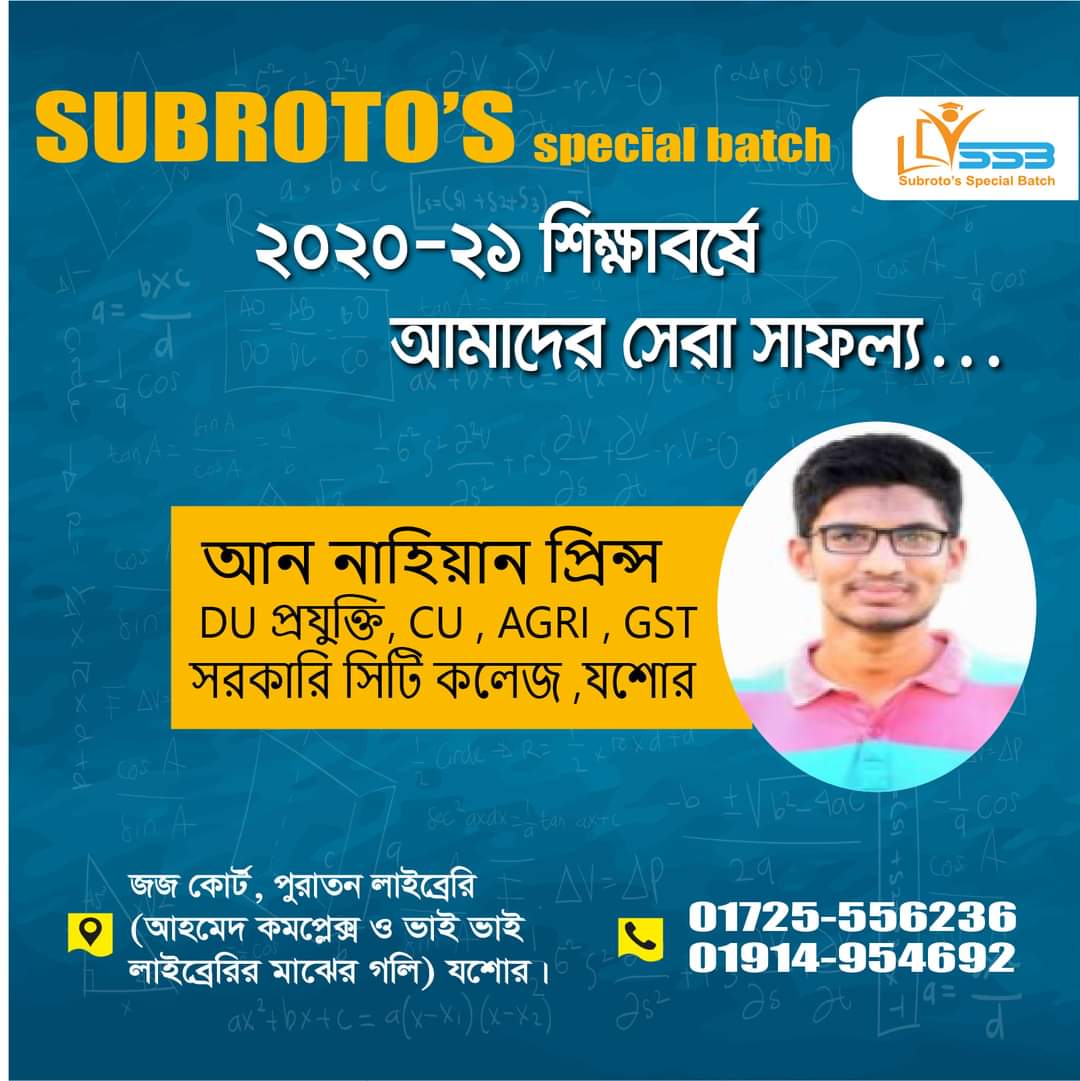 SUBROTO'S special batch
SSB
Subroto's Special Batch
২০২০-২১ শিক্ষাবর্ষে
আমাদের সেরা সাফল্য...
আন নাহিয়ান প্রিন্স
DU প্রযুক্তি, CU , AGRI , GST
সরকারি সিটি কলেজ ,যশোর
জজ কোর্ট, পুরাতন লাইব্রেরি
(আহমেদ কমপ্লেক্স ও ভাই ভাই
লাইব্রেরির মাঝের গলি) যশোর।
01725-556236
01914-954692